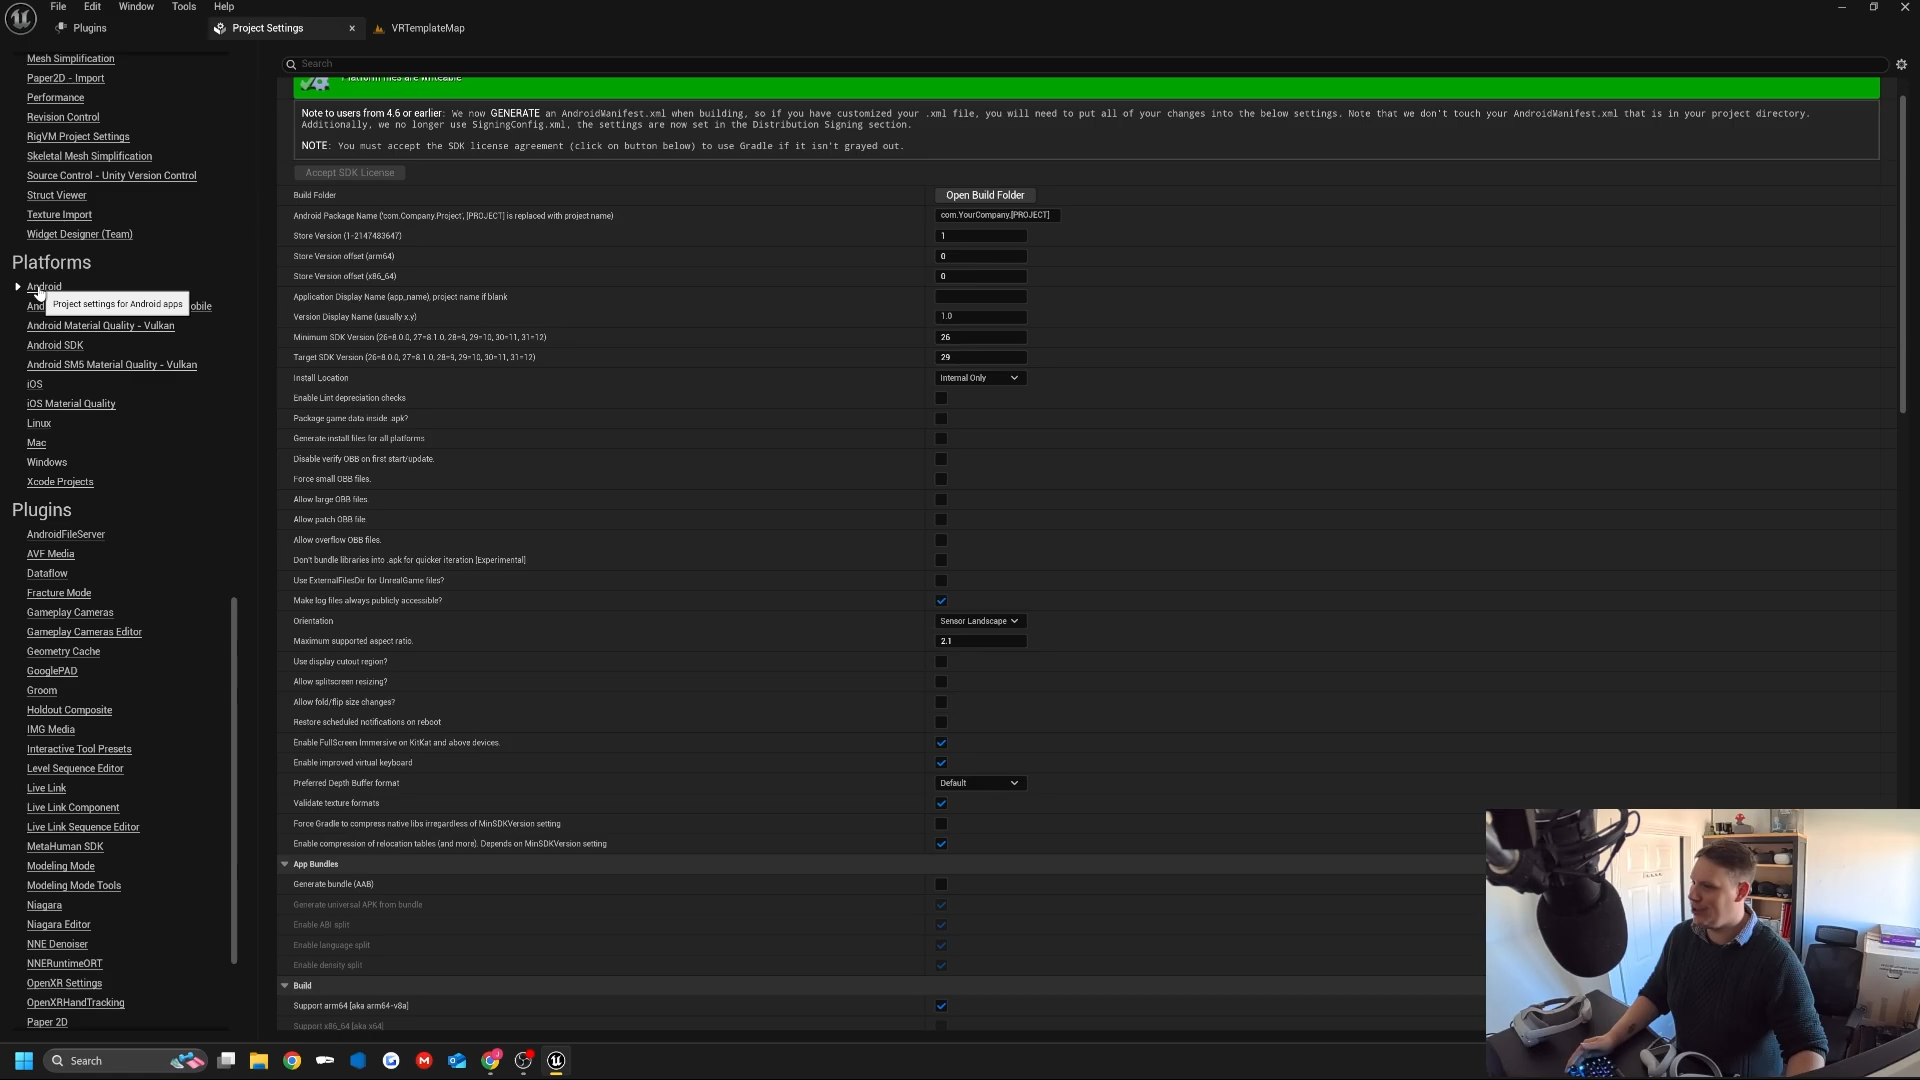 File Edit Window Tools Help
Plugins
Project Settings
VRTemplateMap
Mesh Simplification
Paper2D - Import
Performance
Revision Control
RigVM Project Settings
Skeletal Mesh Simplification
Source Control - Unity Version Control
Struct Viewer
Texture Import
Widget Designer (Team)
Platforms
Android
Project settings for Android apps
And
obile
Android Material Quality - Vulkan
Android SDK
Android SM5 Material Quality - Vulkan
iOS
iOS Material Quality
Linux
Mac
Windows
Xcode Projects
Plugins
AndroidFileServer
AVF Media
Dataflow
Fracture Mode
Gameplay Cameras
Gameplay Cameras Editor
Geometry Cache
GooglePAD
Groom
Holdout Composite
IMG Media
Interactive Tool Presets
Level Sequence Editor
Live Link
Live Link Component
Live Link Sequence Editor
MetaHuman SDK
Modeling Mode
Modeling Mode Tools
Niagara
Niagara Editor
NNE Denoiser
NNERuntimeORT
OpenXR Settings
OpenXRHandTracking
Paper 2D
Search
Platform files are writeable
Note to users from 4.6 or earlier: We now GENERATE an AndroidManifest.xml when building, so if you have customized your .xml file, you will need to put all of your changes into the below settings. Note that we don't touch your AndroidManifest.xml that is in your project directory.
Additionally, we no longer use SigningConfig.xml, the settings are now set in the Distribution Signing section.
NOTE: You must accept the SDK license agreement (click on button below) to use Gradle if it isn't grayed out.
Accept SDK License
Build Folder Open Build Folder
Android Package Name ('com.Company.Project', [PROJECT] is replaced with project name) com.YourCompany.[PROJECT]
Store Version (1-2147483647) 1
Store Version offset (arm64) 0
Store Version offset (x86_64) 0
Application Display Name (app_name), project name if blank
Version Display Name (usually x.y) 1.0
Minimum SDK Version (26=8.0.0, 27=8.1.0, 28=9, 29=10, 30=11, 31=12) 26
Target SDK Version (26=8.0.0, 27=8.1.0, 28=9, 29=10, 30=11, 31=12) 29
Install Location Internal Only
Enable Lint depreciation checks
Package game data inside .apk?
Generate install files for all platforms
Disable verify OBB on first start/update.
Force small OBB files.
Allow large OBB files.
Allow patch OBB file.
Allow overflow OBB files.
Don't bundle libraries into .apk for quicker iteration [Experimental]
Use ExternalFilesDir for UnrealGame files?
Make log files always publicly accessible?
Orientation Sensor Landscape
Maximum supported aspect ratio. 2.1
Use display cutout region?
Allow splitscreen resizing?
Allow fold/flip size changes?
Restore scheduled notifications on reboot
Enable FullScreen Immersive on KitKat and above devices.
Enable improved virtual keyboard
Preferred Depth Buffer format Default
Validate texture formats
Force Gradle to compress native libs irregardless of MinSDKVersion setting
Enable compression of relocation tables (and more). Depends on MinSDKVersion setting
App Bundles
Generate bundle (AAB)
Generate universal APK from bundle
Enable ABI split
Enable language split
Enable density split
Build
Support arm64 [aka arm64-v8a]
Support x86_64 [aka x64]
Search